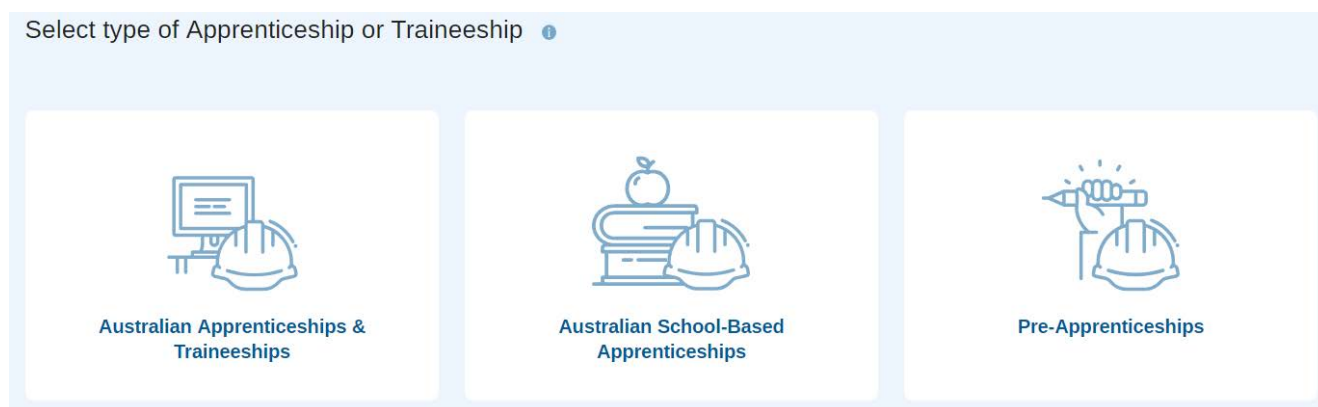 Select type of Apprenticeship or Traineeship
Australian Apprenticeships &
Traineeships
Australian School-Based
Apprenticeships
Pre-Apprenticeships